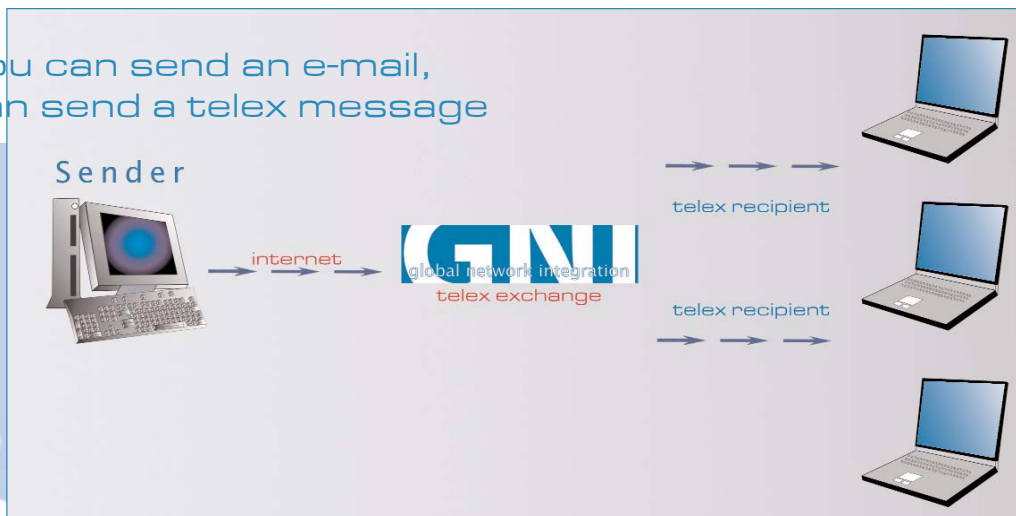 ou can send an e-mail,
n send a telex message
Sender
internet
GNI
global network integration
telex exchange
telex recipient
telex recipient